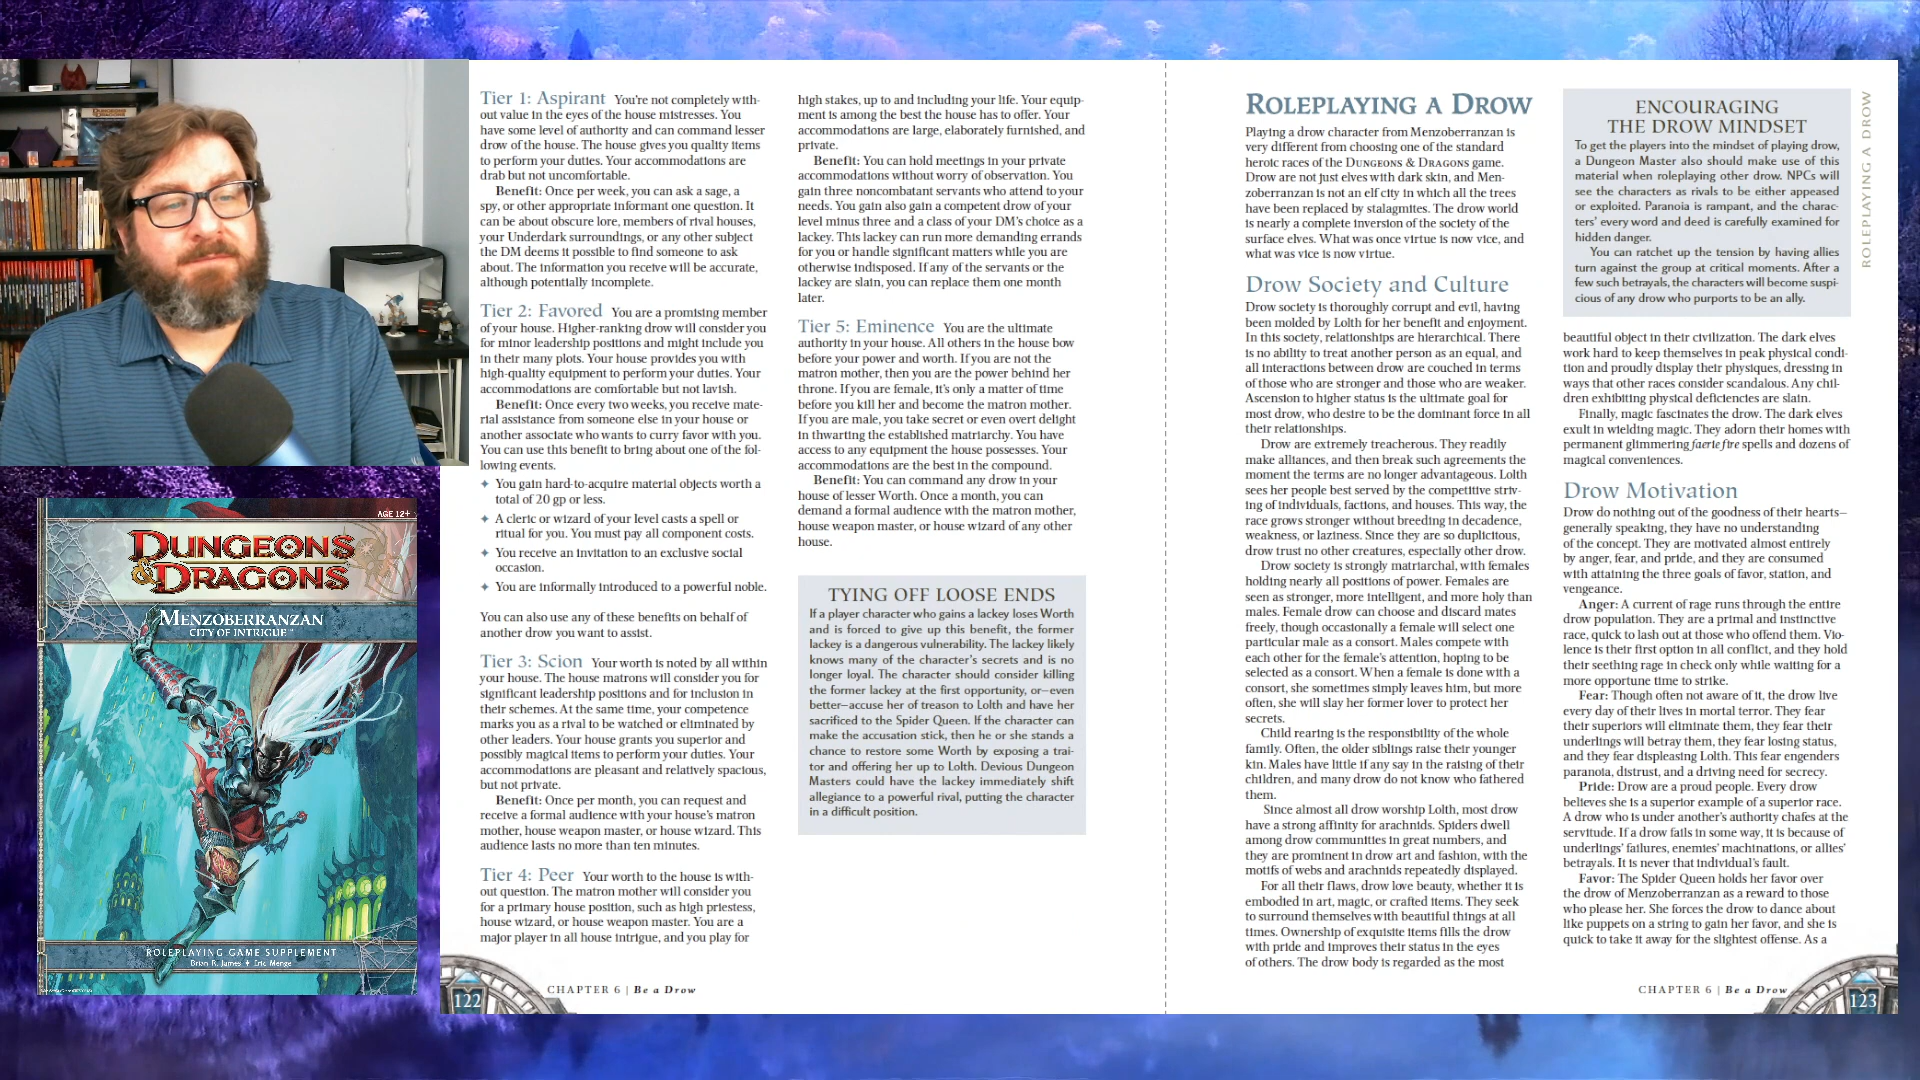 Tier 1: Aspirant You're not completely with-
out value in the eyes of the house mistresses. You
have some level of authority and can command lesser
drow of the house. The house gives you quality items
to perform your duties. Your accommodations are
drab but not uncomfortable.
Benefit: Once per week, you can ask a sage, a
spy, or other appropriate informant one question. It
can be about obscure lore, members of rival houses,
your Underdark surroundings, or any other subject
the DM deems it possible to find someone to ask
about. The information you receive will be accurate,
although potentially incomplete.
Tier 2: Favored You are a promising member
of your house. Higher-ranking drow will consider you
for minor leadership positions and might include you
in their many plots. Your house provides you with
high-quality equipment to perform your duties. Your
accommodations are comfortable but not lavish.
Benefit: Once every two weeks, you receive mate-
rial assistance from someone else in your house or
another associate who wants to curry favor with you.
You can use this benefit to bring about one of the fol-
lowing events.
✦ You gain hard-to-acquire material objects worth a
total of 20 gp or less.
✦ A cleric or wizard of your level casts a spell or
ritual for you. You must pay all component costs.
✦ You receive an invitation to an exclusive social
occasion.
✦ You are informally introduced to a powerful noble.
You can also use any of these benefits on behalf of
another drow you want to assist.
Tier 3: Scion Your worth is noted by all within
your house. The house matrons will consider you for
significant leadership positions and for inclusion in
their schemes. At the same time, your competence
marks you as a rival to be watched or eliminated by
other leaders. Your house grants you superior and
possibly magical items to perform your duties. Your
accommodations are pleasant and relatively spacious,
but not private.
Benefit: Once per month, you can request and
receive a formal audience with your house's matron
mother, house weapon master, or house wizard. This
audience lasts no more than ten minutes.
Tier 4: Peer Your worth to the house is with-
out question. The matron mother will consider you
for a primary house position, such as high priestess,
house wizard, or house weapon master. You are a
major player in all house intrigue, and you play for
high stakes, up to and including your life. Your equip-
ment is among the best the house has to offer. Your
accommodations are large, elaborately furnished, and
private.
Benefit: You can hold meetings in your private
accommodations without worry of observation. You
gain three noncombatant servants who attend to your
needs. You gain also gain a competent drow of your
level minus three and a class of your DM's choice as a
lackey. This lackey can run more demanding errands
for you or handle significant matters while you are
otherwise indisposed. If any of the servants or the
lackey are slain, you can replace them one month
later.
Tier 5: Eminence You are the ultimate
authority in your house. All others in the house bow
before your power and worth. If you are not the
matron mother, then you are the power behind her
throne. If you are female, it's only a matter of time
before you kill her and become the matron mother.
If you are male, you take secret or even overt delight
in thwarting the established matriarchy. You have
access to any equipment the house possesses. Your
accommodations are the best in the compound.
Benefit: You can command any drow in your
house of lesser Worth. Once a month, you can
demand a formal audience with the matron mother,
house weapon master, or house wizard of any other
house.
TYING OFF LOOSE ENDS
If a player character who gains a lackey loses Worth
and is forced to give up this benefit, the former
lackey is a dangerous vulnerability. The lackey likely
knows many of the character's secrets and is no
longer loyal. The character should consider killing
the former lackey at the first opportunity, or—even
better—accuse her of treason to Lolth and have her
sacrificed to the Spider Queen. If the character can
make the accusation stick, then he or she stands a
chance to restore some Worth by exposing a trai-
tor and offering her up to Lolth. Devious Dungeon
Masters could have the lackey immediately shift
allegiance to a powerful rival, putting the character
in a difficult position.
122
CHAPTER 6 | Be a Drow
ROLEPLAYING A DROW
Playing a drow character from Menzoberranzan is
very different from choosing one of the standard
heroic races of the DUNGEONS & DRAGONS game.
Drow are not just elves with dark skin, and Men-
zoberranzan is not an elf city in which all the trees
have been replaced by stalagmites. The drow world
is nearly a complete inversion of the society of the
surface elves. What was once virtue is now vice, and
what was vice is now virtue.
Drow Society and Culture
Drow society is thoroughly corrupt and evil, having
been molded by Lolth for her benefit and enjoyment.
In this society, relationships are hierarchical. There
is no ability to treat another person as an equal, and
all interactions between drow are couched in terms
of those who are stronger and those who are weaker.
Ascension to higher status is the ultimate goal for
most drow, who desire to be the dominant force in all
their relationships.
Drow are extremely treacherous. They readily
make alliances, and then break such agreements the
moment the terms are no longer advantageous. Lolth
sees her people best served by the competitive striv-
ing of individuals, factions, and houses. This way, the
race grows stronger without breeding in decadence,
weakness, or laziness. Since they are so duplicitous,
drow trust no other creatures, especially other drow.
Drow society is strongly matriarchal, with females
holding nearly all positions of power. Females are
seen as stronger, more intelligent, and more holy than
males. Female drow can choose and discard mates
freely, though occasionally a female will select one
particular male as a consort. Males compete with
each other for the female's attention, hoping to be
selected as a consort. When a female is done with a
consort, she sometimes simply leaves him, but more
often, she will slay her former lover to protect her
secrets.
Child rearing is the responsibility of the whole
family. Often, the older siblings raise their younger
kin. Males have little if any say in the raising of their
children, and many drow do not know who fathered
them.
Since almost all drow worship Lolth, most drow
have a strong affinity for arachnids. Spiders dwell
among drow communities in great numbers, and
they are prominent in drow art and fashion, with the
motifs of webs and arachnids repeatedly displayed.
For all their flaws, drow love beauty, whether it is
embodied in art, magic, or crafted items. They seek
to surround themselves with beautiful things at all
times. Ownership of exquisite items fills the drow
with pride and improves their status in the eyes
of others. The drow body is regarded as the most
ENCOURAGING
THE DROW MINDSET
To get the players into the mindset of playing drow,
a Dungeon Master also should make use of this
material when roleplaying other drow. NPCs will
see the characters as rivals to be either appeased
or exploited. Paranoia is rampant, and the charac-
ters' every word and deed is carefully examined for
hidden danger.
You can ratchet up the tension by having allies
turn against the group at critical moments. After a
few such betrayals, the characters will become suspi-
cious of any drow who purports to be an ally.
beautiful object in their civilization. The dark elves
work hard to keep themselves in peak physical condi-
tion and proudly display their physiques, dressing in
ways that other races consider scandalous. Any chil-
dren exhibiting physical deficiencies are slain.
Finally, magic fascinates the drow. The dark elves
exult in wielding magic. They adorn their homes with
permanent glimmering faerie fire spells and dozens of
magical conveniences.
Drow Motivation
Drow do nothing out of the goodness of their hearts—
generally speaking, they have no understanding
of the concept. They are motivated almost entirely
by anger, fear, and pride, and they are consumed
with attaining the three goals of favor, station, and
vengeance.
Anger: A current of rage runs through the entire
drow population. They are a primal and instinctive
race, quick to lash out at those who offend them. Vio-
lence is their first option in all conflict, and they hold
their seething rage in check only while waiting for a
more opportune time to strike.
Fear: Though often not aware of it, the drow live
every day of their lives in mortal terror. They fear
their superiors will eliminate them, they fear their
underlings will betray them, they fear losing status,
and they fear displeasing Lolth. This fear engenders
paranoia, distrust, and a driving need for secrecy.
Pride: Drow are a proud people. Every drow
believes she is a superior example of a superior race.
A drow who is under another's authority chafes at the
servitude. If a drow fails in some way, it is because of
underlings' failures, enemies' machinations, or allies'
betrayals. It is never that individual's fault.
Favor: The Spider Queen holds her favor over
the drow of Menzoberranzan as a reward to those
who please her. She forces the drow to dance about
like puppets on a string to gain her favor, and she is
quick to take it away for the slightest offense. As a
ROLEPLAYING A DROW
CHAPTER 6 | Be a Drow
123
AGE 12+
DUNGEONS
& DRAGONS
MENZOBERRANZAN
CITY OF INTRIGUE™
ROLEPLAYING GAME SUPPLEMENT
Brian R. James ✦ Eric Menge